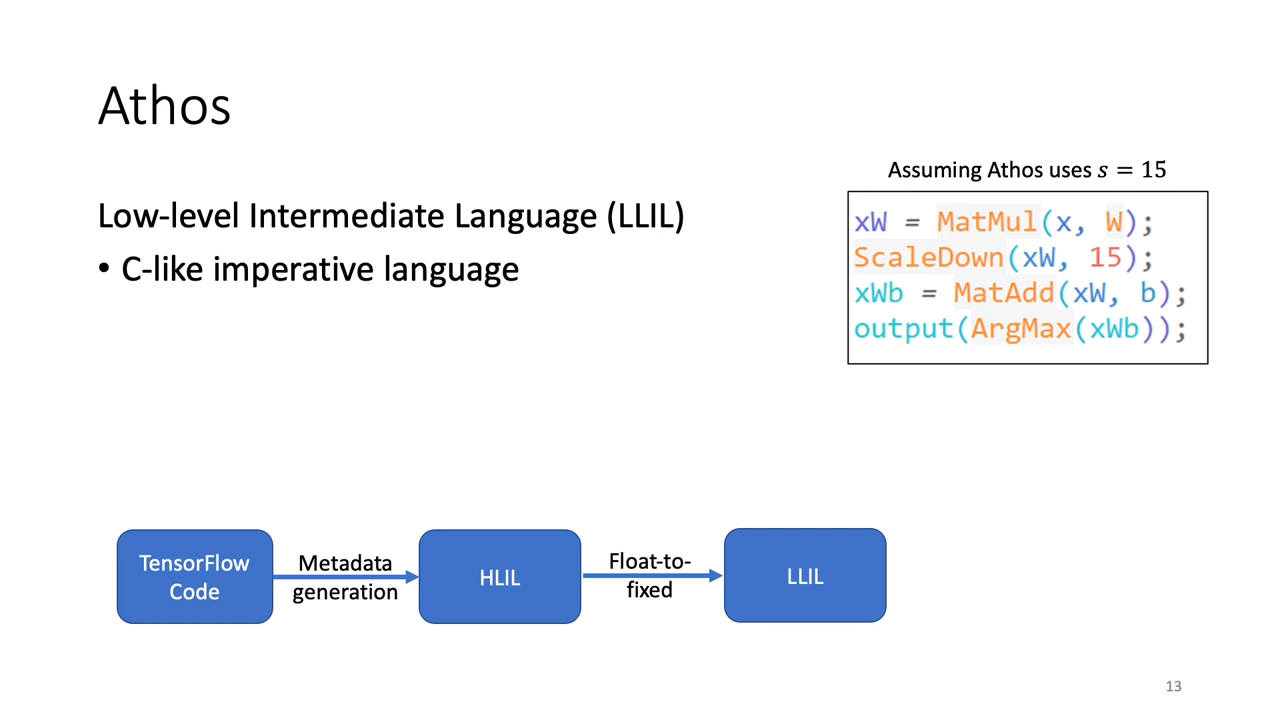 Athos
Assuming Athos uses s = 15
Low-level Intermediate Language (LLIL)
• C-like imperative language
xW = MatMul(x, W);
ScaleDown(xW, 15);
xWb = MatAdd(xW, b);
output(ArgMax(xWb));
TensorFlow
Code
Metadata
generation
HLIL
Float-to-
fixed
LLIL
13